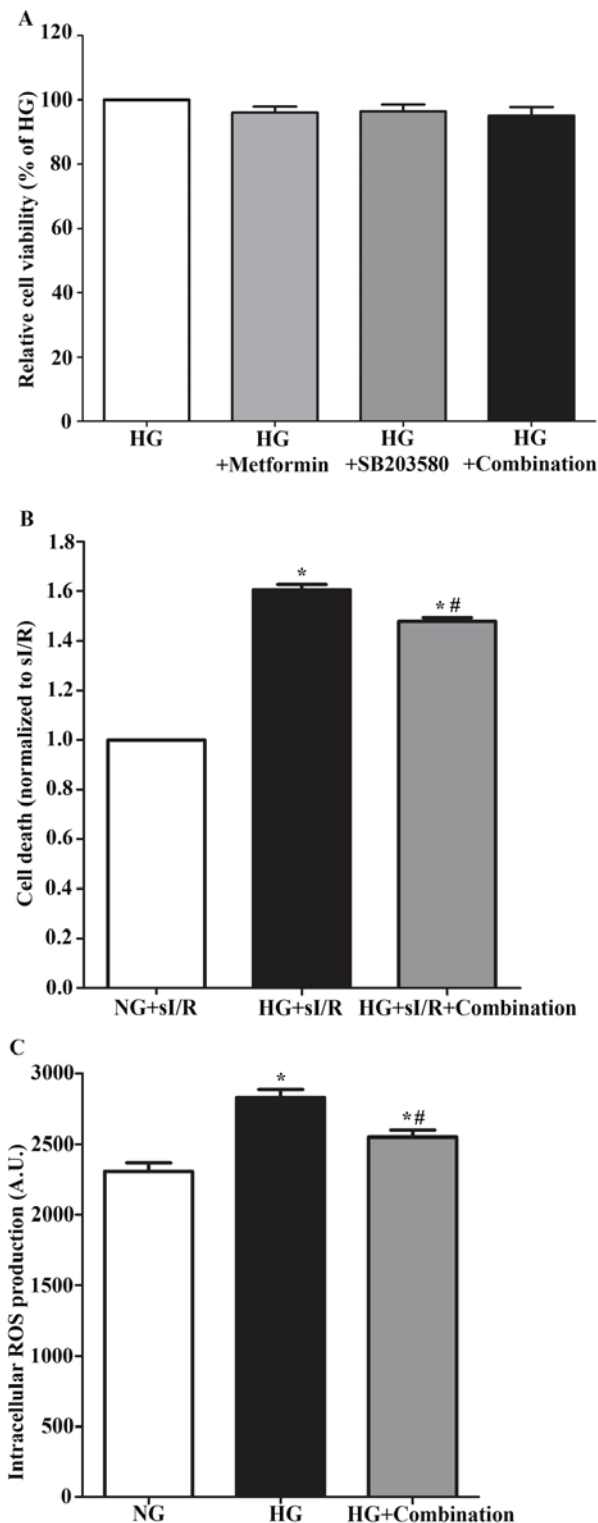 A
Relative cell viability (% of HG)
120
100
80
60
40
20
0
HG HG HG HG
+Metformin +SB203580 +Combination
B
Cell death (normalized to sI/R)
1.8
1.6
1.4
1.2
1.0
0.8
0.6
0.4
0.2
0.0
*
*#
NG+sI/R HG+sI/R HG+sI/R+Combination
C
Intracellular ROS production (A.U.)
3000
2500
2000
1500
1000
500
0
*
*#
NG HG HG+Combination